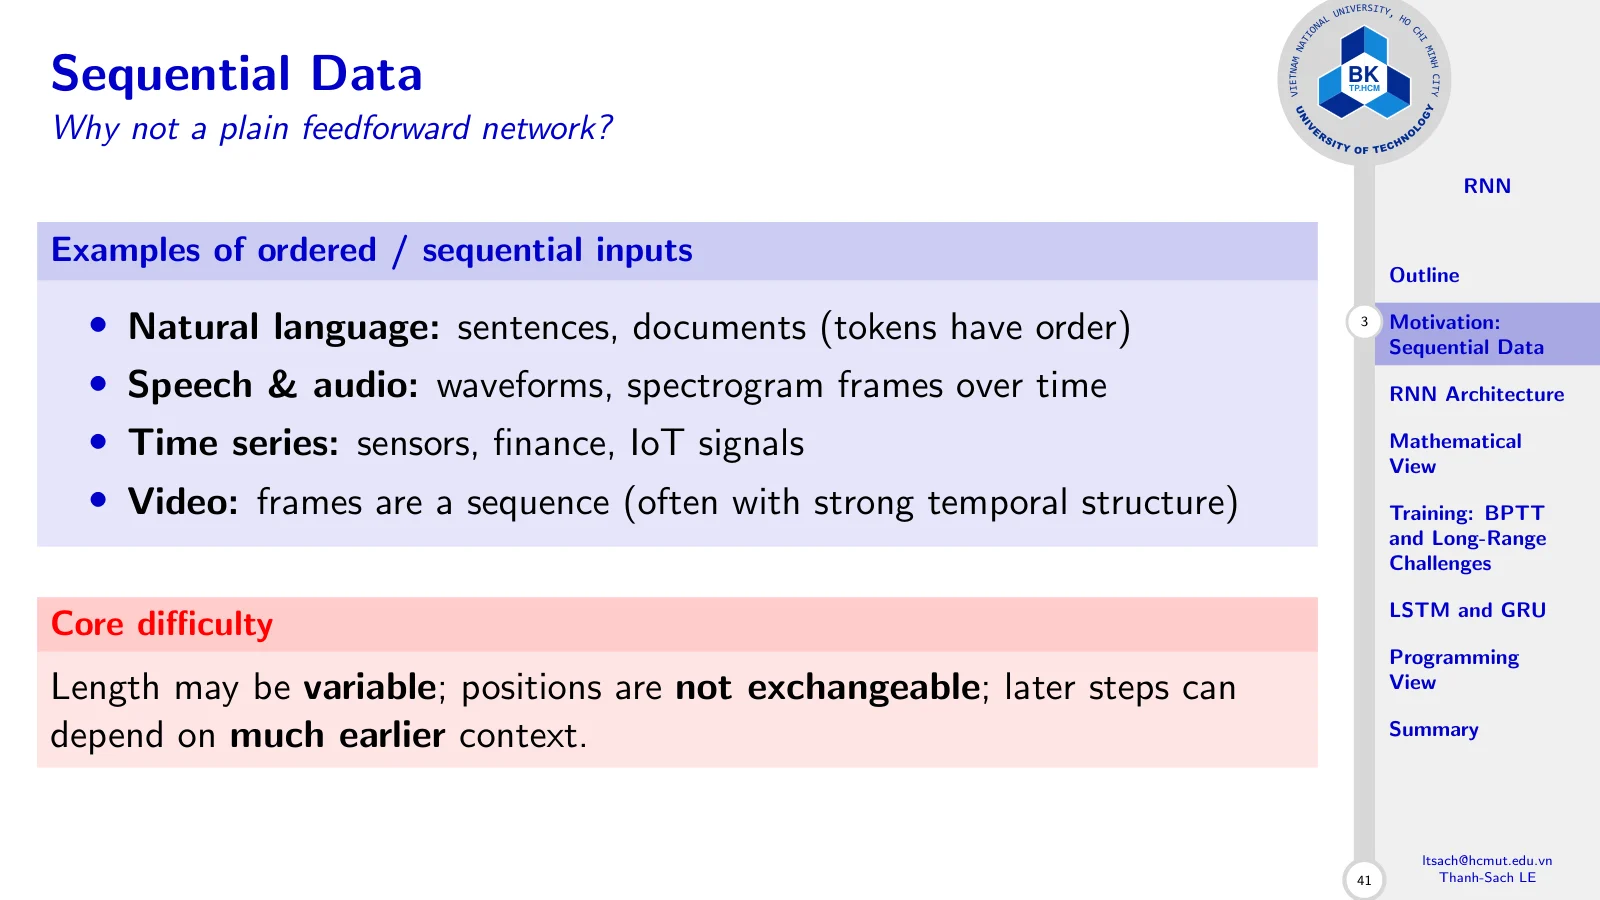 Sequential Data
Why not a plain feedforward network?
Examples of ordered / sequential inputs
• Natural language: sentences, documents (tokens have order)
• Speech & audio: waveforms, spectrogram frames over time
• Time series: sensors, finance, IoT signals
• Video: frames are a sequence (often with strong temporal structure)
Core difficulty
Length may be variable; positions are not exchangeable; later steps can
depend on much earlier context.
VIETNAM NATIONAL UNIVERSITY, HO CHI MINH CITY
BK
TP.HCM
UNIVERSITY OF TECHNOLOGY
RNN
Outline
3
Motivation:
Sequential Data
RNN Architecture
Mathematical
View
Training: BPTT
and Long-Range
Challenges
LSTM and GRU
Programming
View
Summary
ltsach@hcmut.edu.vn
Thanh-Sach LE
41